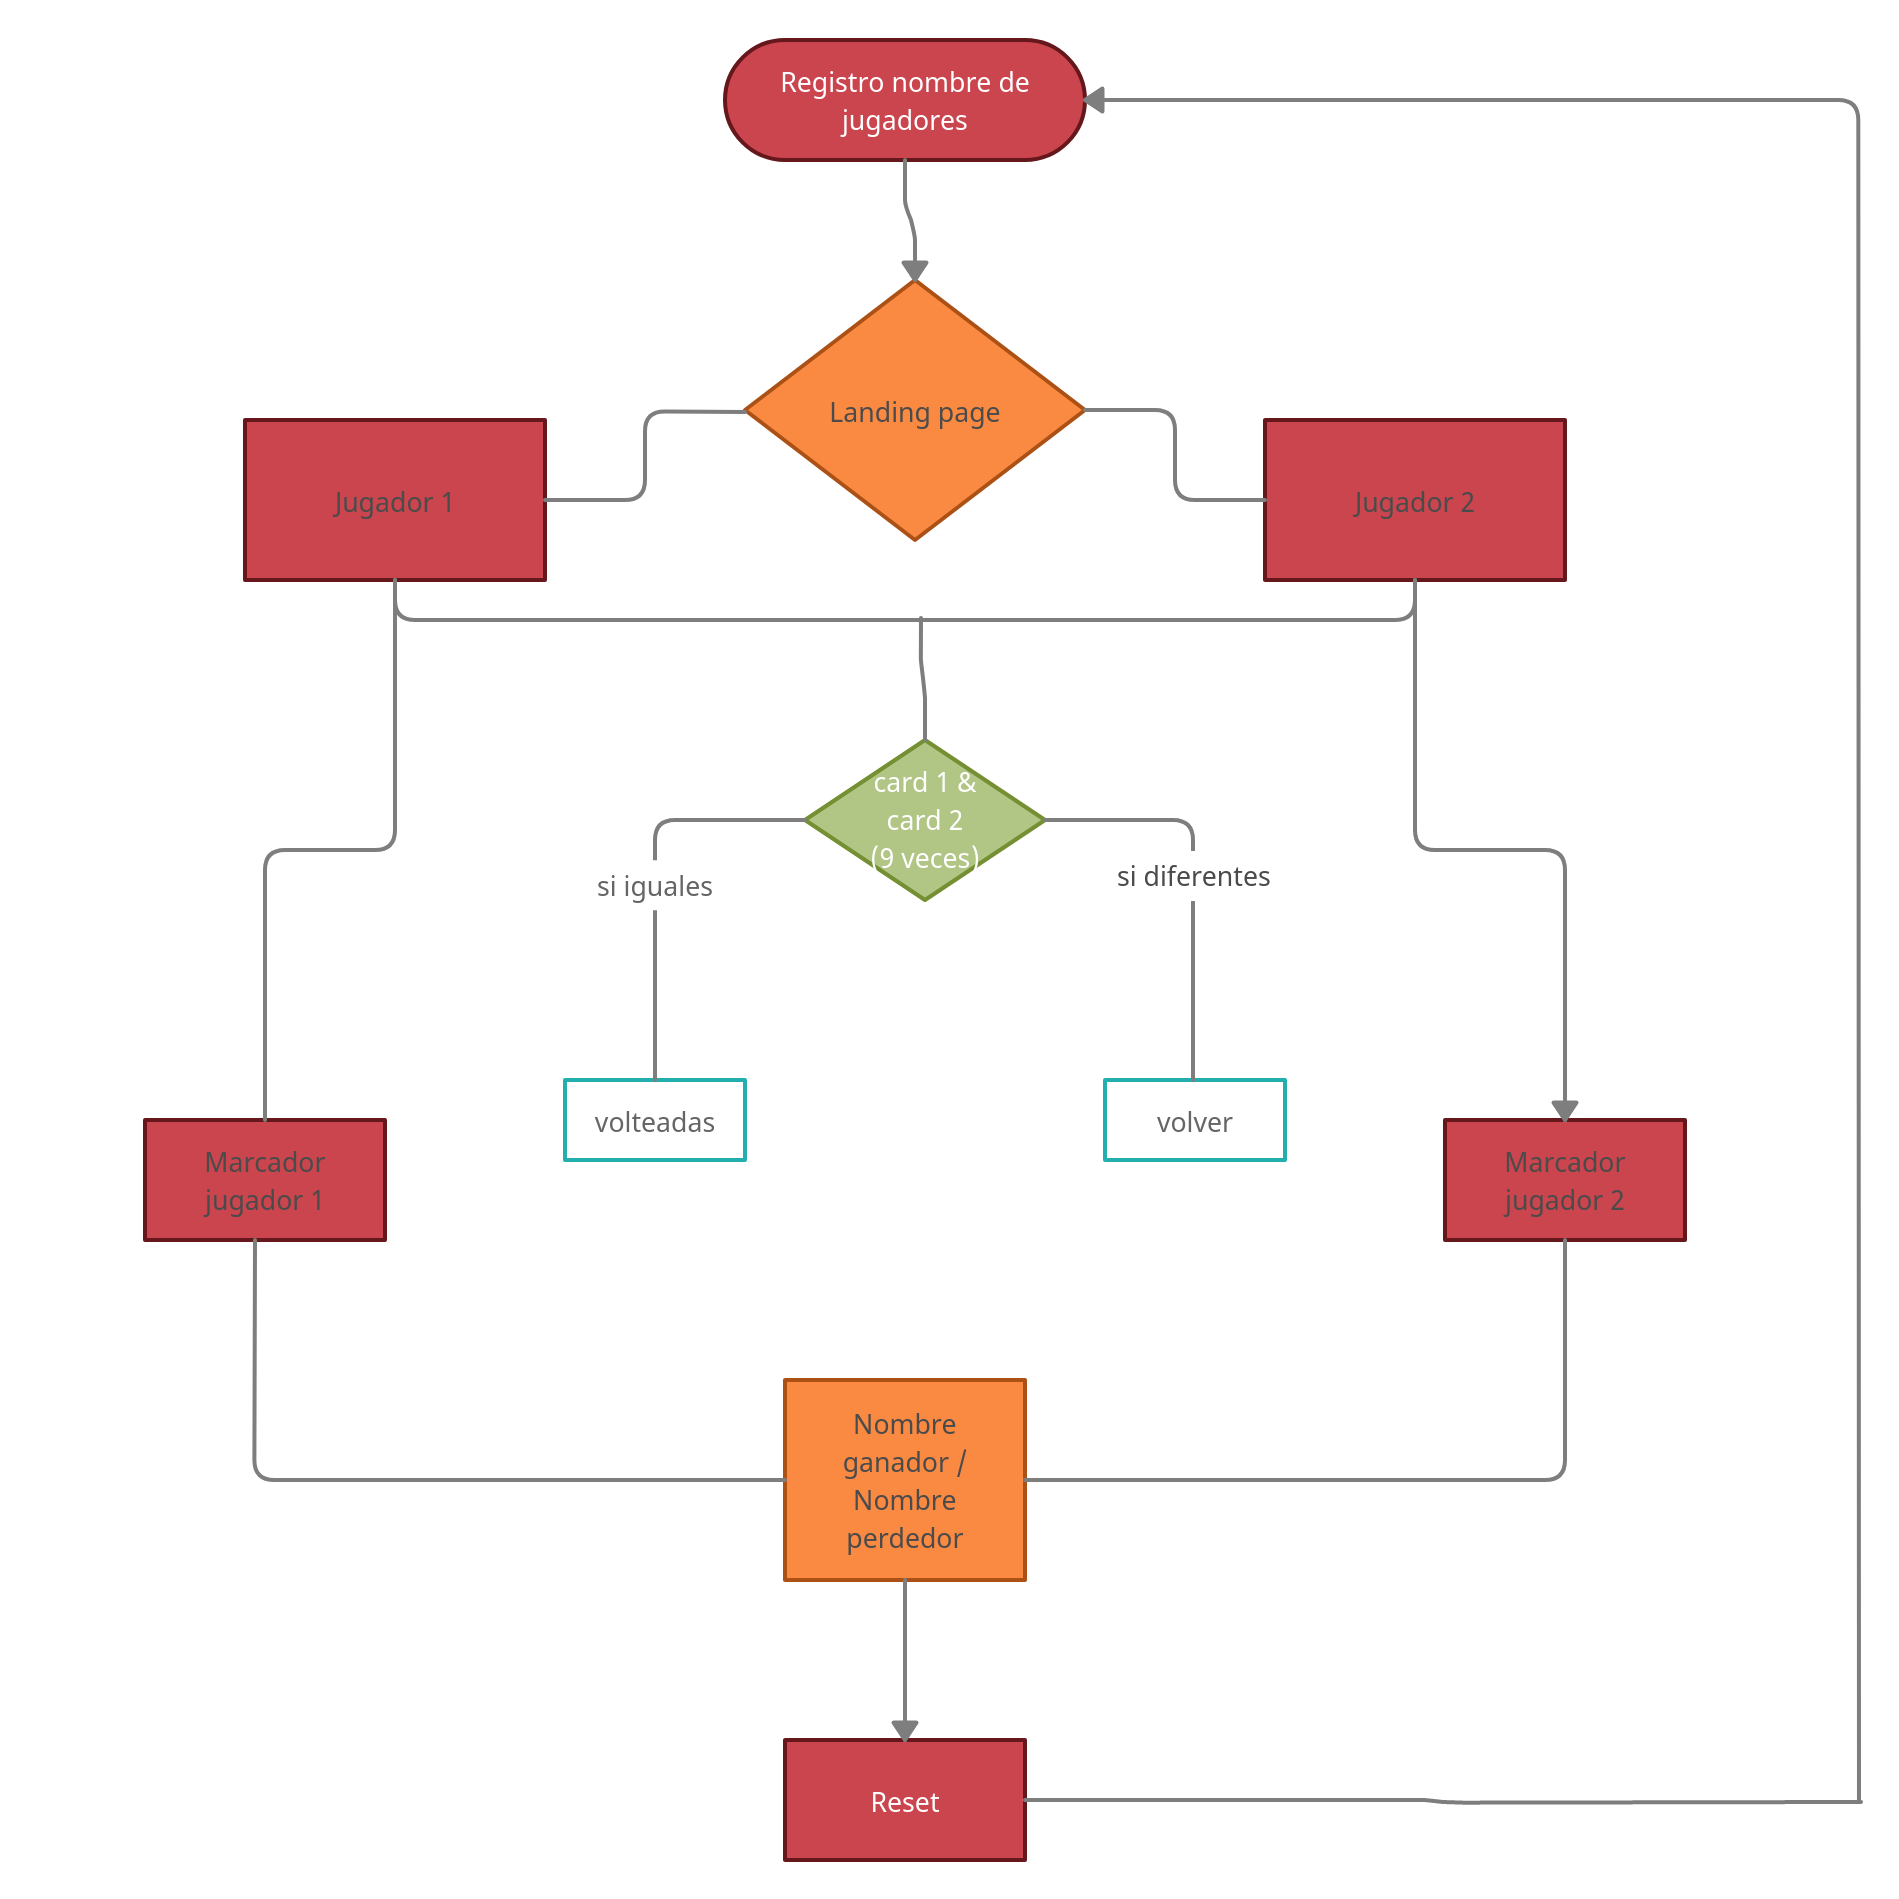 Registro nombre de
jugadores
Landing page
Jugador 1
Jugador 2
card 1 &
card 2
(9 veces)
si iguales
si diferentes
volteadas
volver
Marcador
jugador 1
Marcador
jugador 2
Nombre
ganador /
Nombre
perdedor
Reset